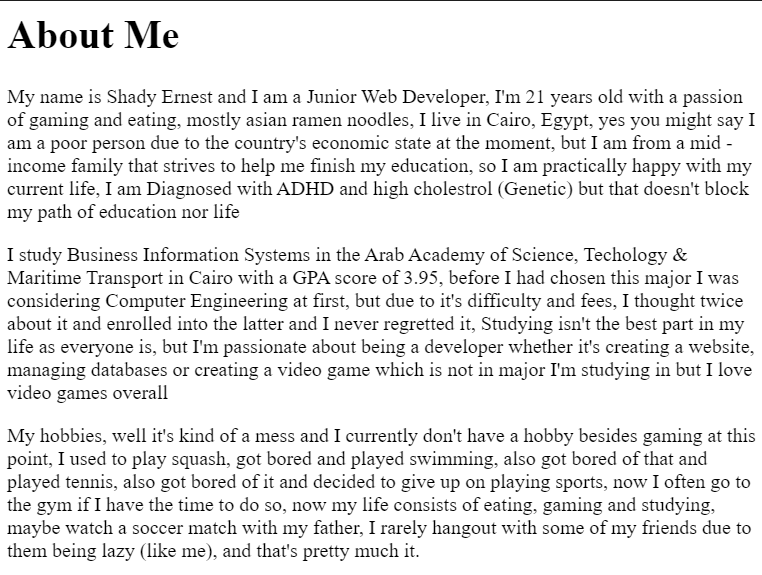 About Me
My name is Shady Ernest and I am a Junior Web Developer, I'm 21 years old with a passion
of gaming and eating, mostly asian ramen noodles, I live in Cairo, Egypt, yes you might say I
am a poor person due to the country's economic state at the moment, but I am from a mid -
income family that strives to help me finish my education, so I am practically happy with my
current life, I am Diagnosed with ADHD and high cholestrol (Genetic) but that doesn't block
my path of education nor life
I study Business Information Systems in the Arab Academy of Science, Techology &
Maritime Transport in Cairo with a GPA score of 3.95, before I had chosen this major I was
considering Computer Engineering at first, but due to it's difficulty and fees, I thought twice
about it and enrolled into the latter and I never regretted it, Studying isn't the best part in my
life as everyone is, but I'm passionate about being a developer whether it's creating a website,
managing databases or creating a video game which is not in major I'm studying in but I love
video games overall
My hobbies, well it's kind of a mess and I currently don't have a hobby besides gaming at this
point, I used to play squash, got bored and played swimming, also got bored of that and
played tennis, also got bored of it and decided to give up on playing sports, now I often go to
the gym if I have the time to do so, now my life consists of eating, gaming and studying,
maybe watch a soccer match with my father, I rarely hangout with some of my friends due to
them being lazy (like me), and that's pretty much it.